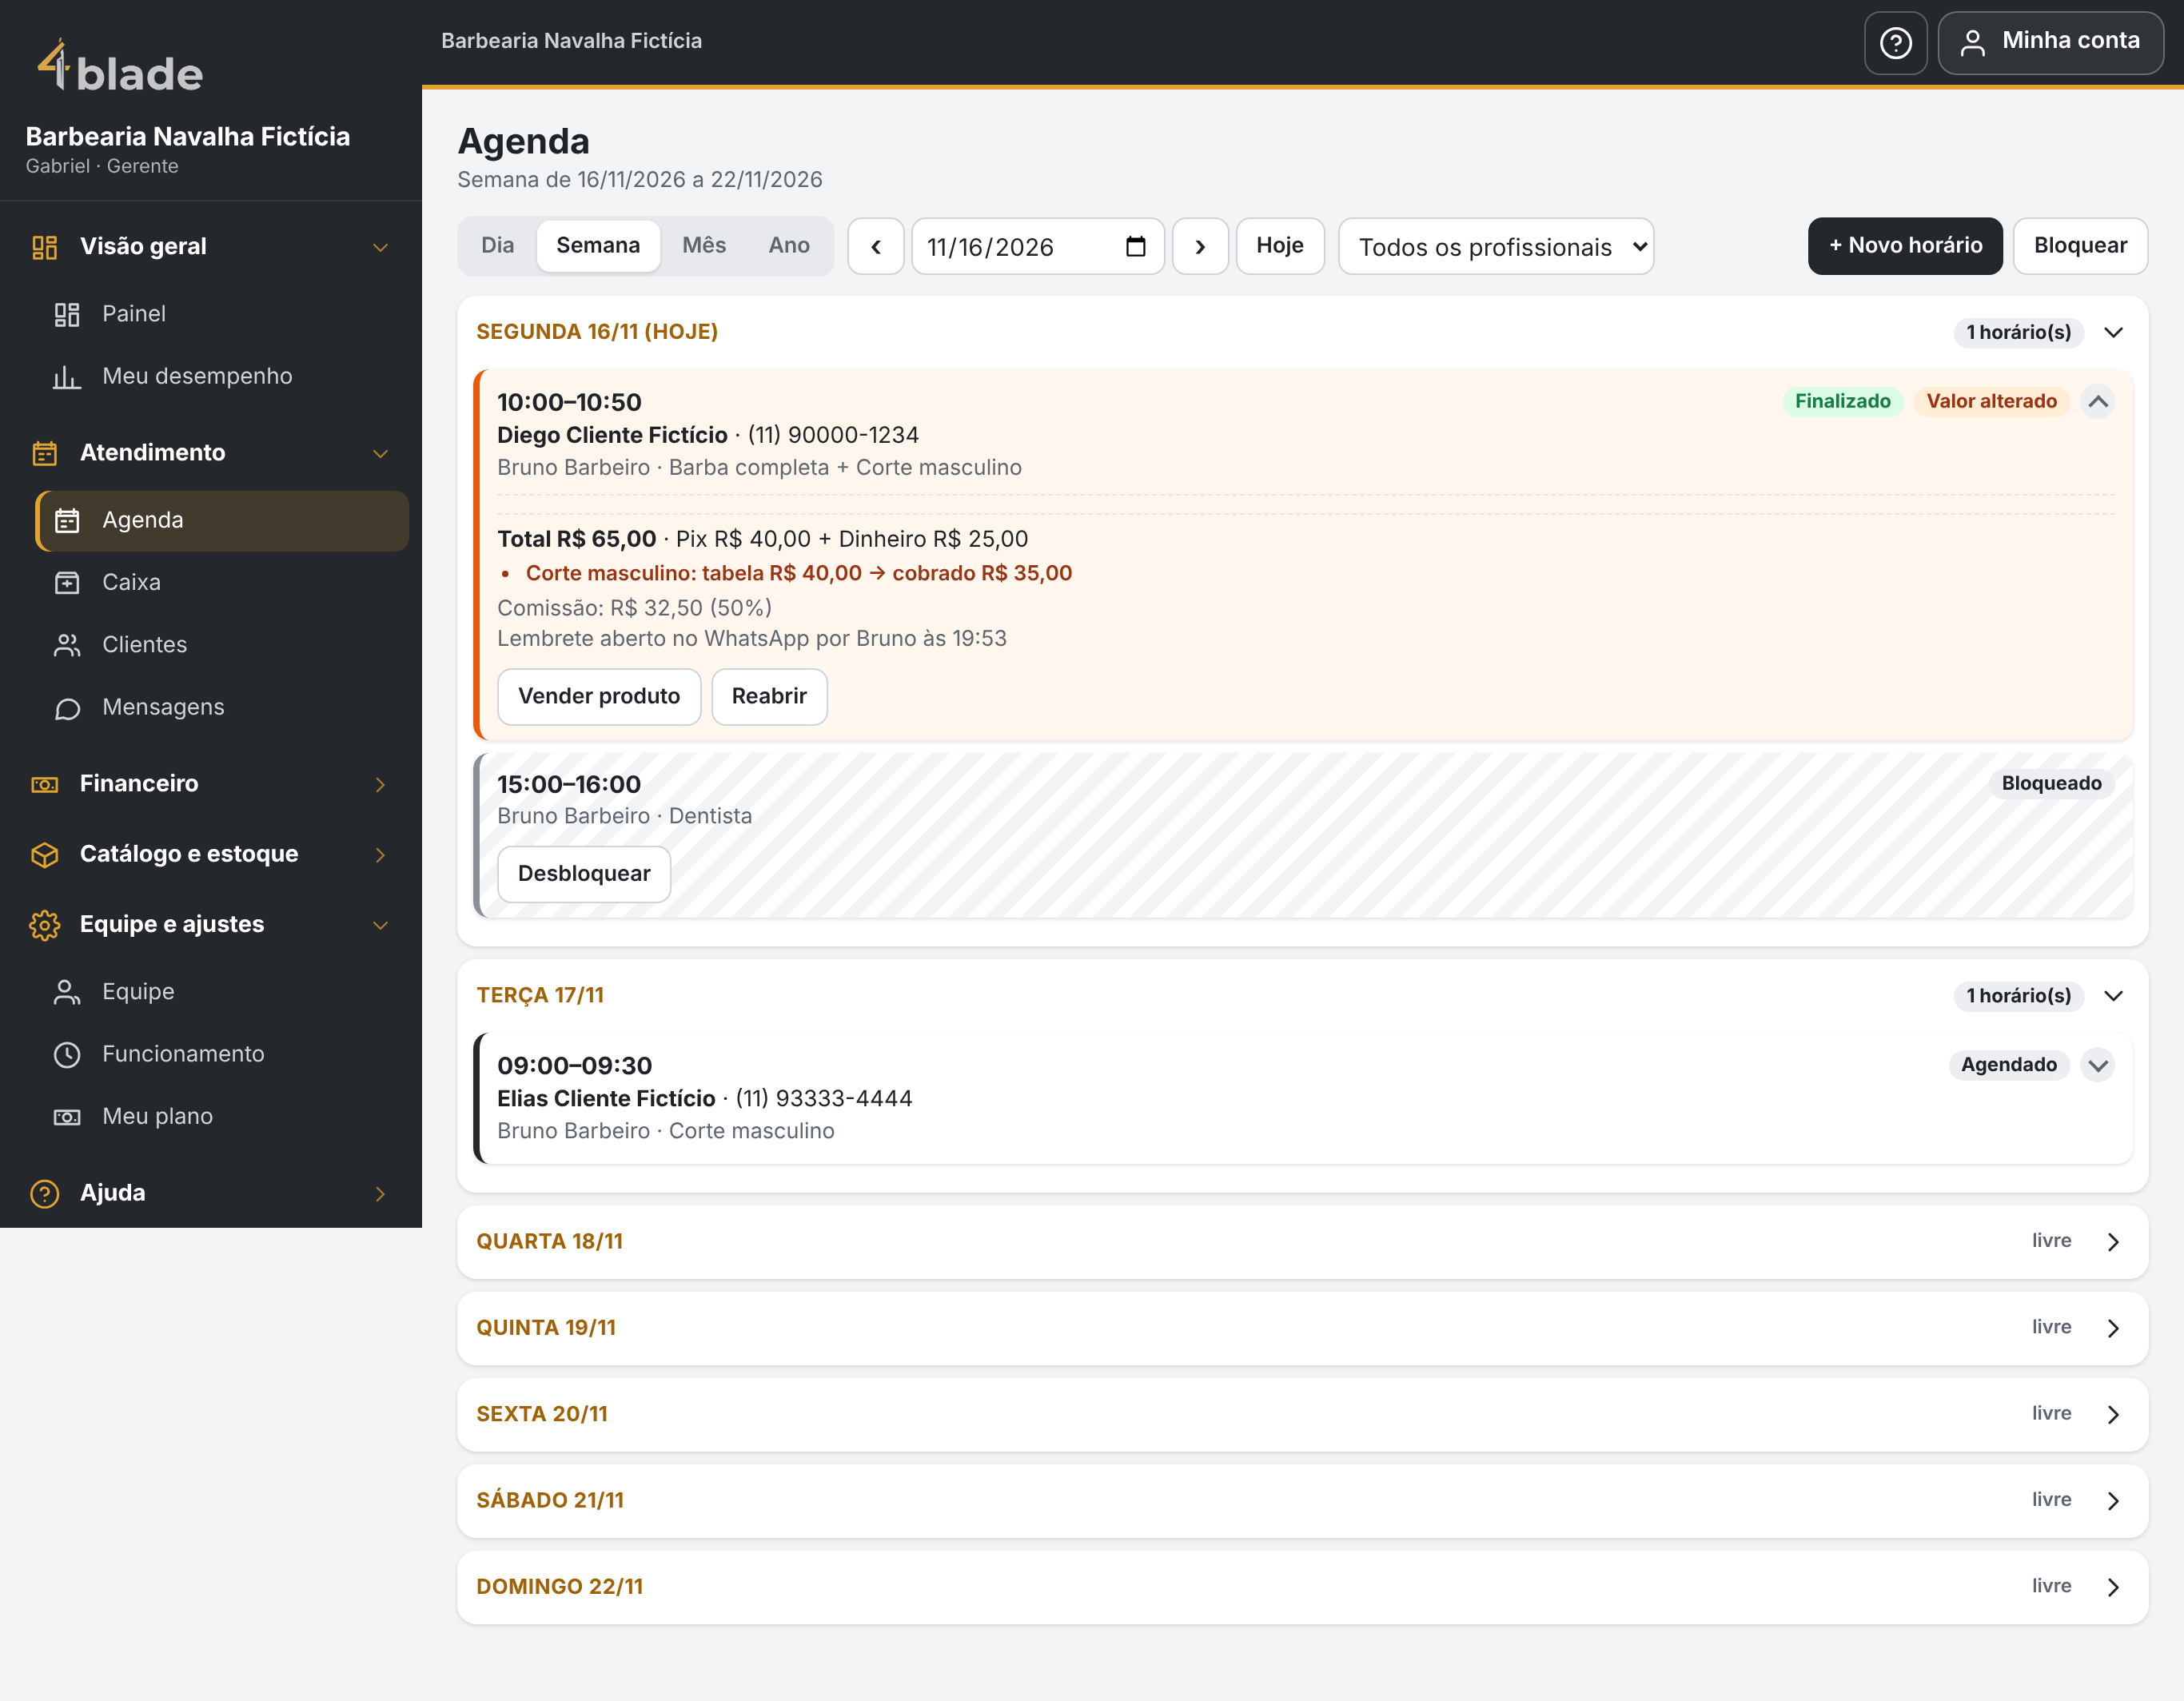 4blade
Barbearia Navalha Fictícia
Gabriel · Gerente
Visão geral
Painel
Meu desempenho
Atendimento
Agenda
Caixa
Clientes
Mensagens
Financeiro
Catálogo e estoque
Equipe e ajustes
Equipe
Funcionamento
Meu plano
Ajuda
Barbearia Navalha Fictícia
Minha conta
Agenda
Semana de 16/11/2026 a 22/11/2026
Dia Semana Mês Ano ‹ 11/16/2026 › Hoje Todos os profissionais + Novo horário Bloquear
SEGUNDA 16/11 (HOJE) 1 horário(s)
10:00–10:50 Finalizado Valor alterado
Diego Cliente Fictício · (11) 90000-1234
Bruno Barbeiro · Barba completa + Corte masculino
Total R$ 65,00 · Pix R$ 40,00 + Dinheiro R$ 25,00
• Corte masculino: tabela R$ 40,00 → cobrado R$ 35,00
Comissão: R$ 32,50 (50%)
Lembrete aberto no WhatsApp por Bruno às 19:53
Vender produto Reabrir
15:00–16:00 Bloqueado
Bruno Barbeiro · Dentista
Desbloquear
TERÇA 17/11 1 horário(s)
09:00–09:30 Agendado
Elias Cliente Fictício · (11) 93333-4444
Bruno Barbeiro · Corte masculino
QUARTA 18/11 livre
QUINTA 19/11 livre
SEXTA 20/11 livre
SÁBADO 21/11 livre
DOMINGO 22/11 livre